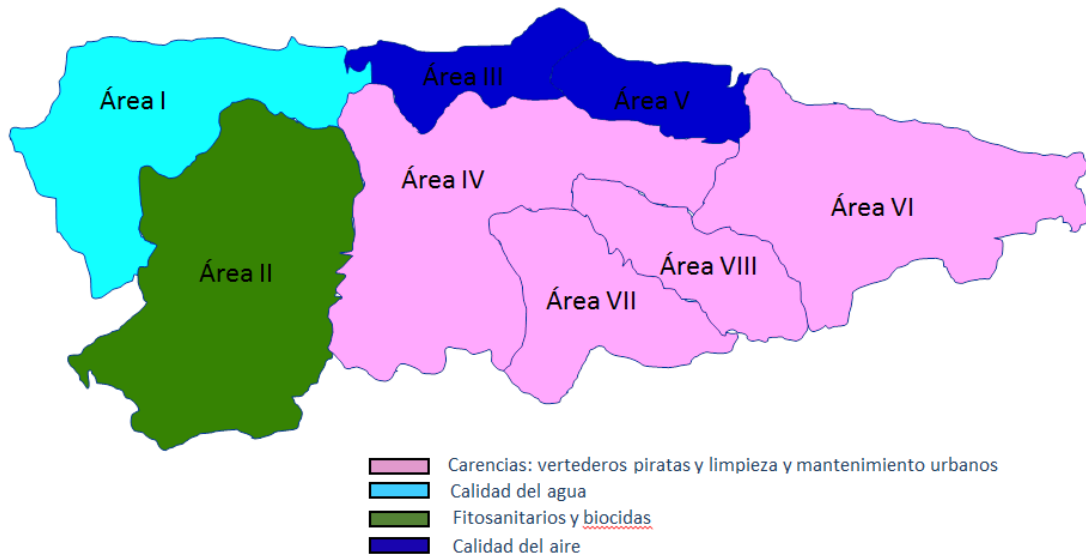 Área I
Área III
Área V
Área IV
Área VI
Área II
Área VIII
Área VII
Carencias: vertederos piratas y limpieza y mantenimiento urbanos
Calidad del agua
Fitosanitarios y biocidas
Calidad del aire